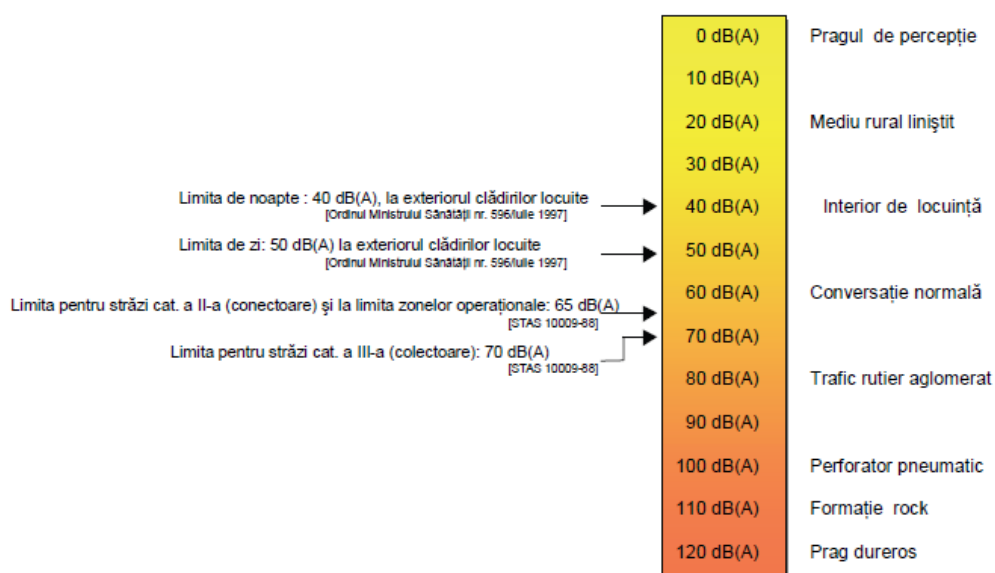 0 dB(A) Pragul de percepție
10 dB(A)
20 dB(A) Mediu rural liniştit
30 dB(A)
Limita de noapte : 40 dB(A), la exteriorul clădirilor locuite
[Ordinul Ministrului Sănătății nr. 596/iulie 1997]
40 dB(A) Interior de locuință
Limita de zi: 50 dB(A) la exteriorul clădirilor locuite
[Ordinul Ministrului Sănătății nr. 596/iulie 1997]
50 dB(A)
60 dB(A) Conversație normală
Limita pentru străzi cat. a II-a (conectoare) şi la limita zonelor operaționale: 65 dB(A)
[STAS 10009-88]
70 dB(A)
Limita pentru străzi cat. a III-a (colectoare): 70 dB(A)
[STAS 10009-88]
80 dB(A) Trafic rutier aglomerat
90 dB(A)
100 dB(A) Perforator pneumatic
110 dB(A) Formație rock
120 dB(A) Prag dureros